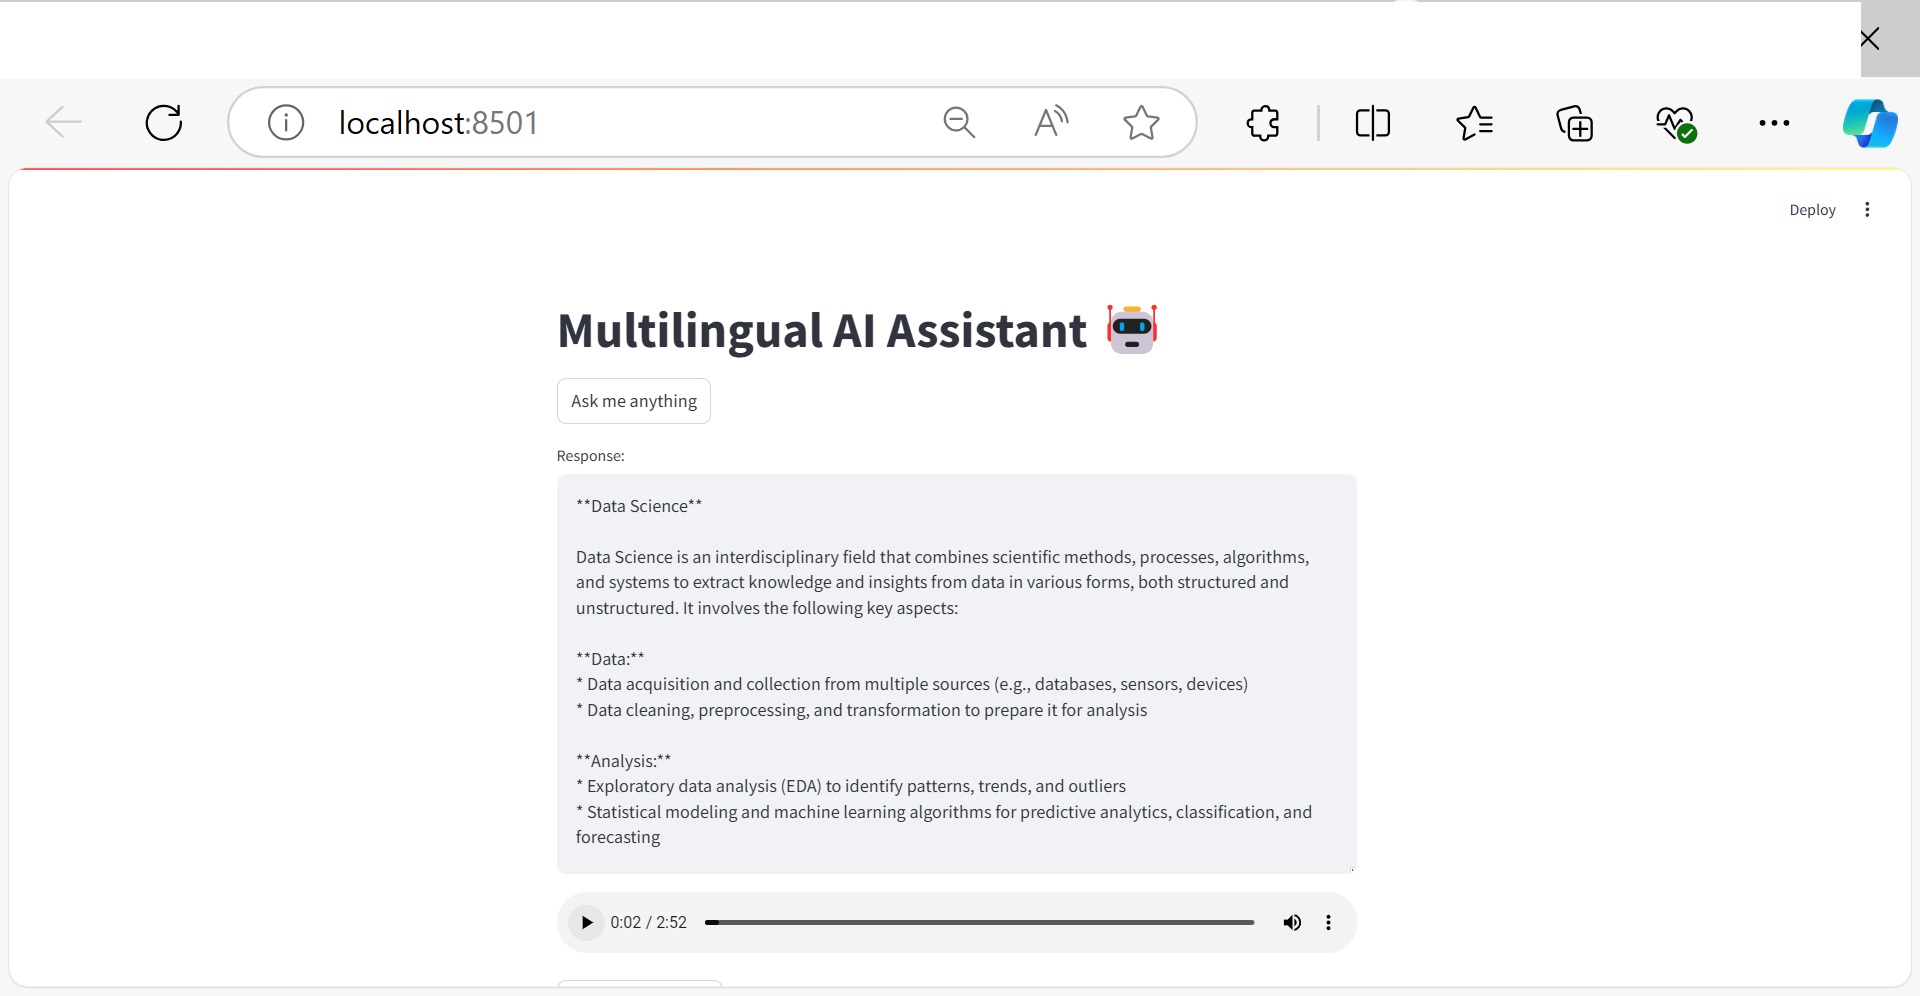 localhost:8501
Deploy
Multilingual AI Assistant
Ask me anything
Response:
**Data Science**
Data Science is an interdisciplinary field that combines scientific methods, processes, algorithms,
and systems to extract knowledge and insights from data in various forms, both structured and
unstructured. It involves the following key aspects:
**Data:**
* Data acquisition and collection from multiple sources (e.g., databases, sensors, devices)
* Data cleaning, preprocessing, and transformation to prepare it for analysis
**Analysis:**
* Exploratory data analysis (EDA) to identify patterns, trends, and outliers
* Statistical modeling and machine learning algorithms for predictive analytics, classification, and
forecasting
0:02 / 2:52